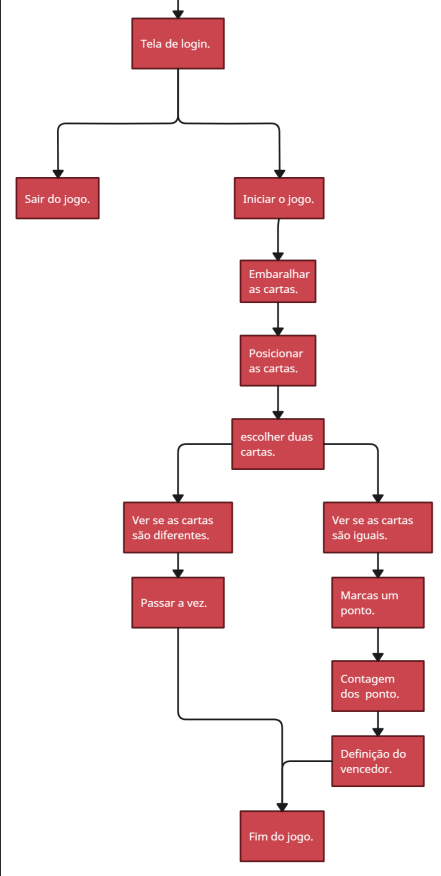 Tela de login.
Sair do jogo.
Iniciar o jogo.
Embaralhar
as cartas.
Posicionar
as cartas.
escolher duas
cartas.
Ver se as cartas
são diferentes.
Ver se as cartas
são iguais.
Passar a vez.
Marcas um
ponto.
Contagem
dos  ponto.
Definição do
vencedor.
Fim do jogo.